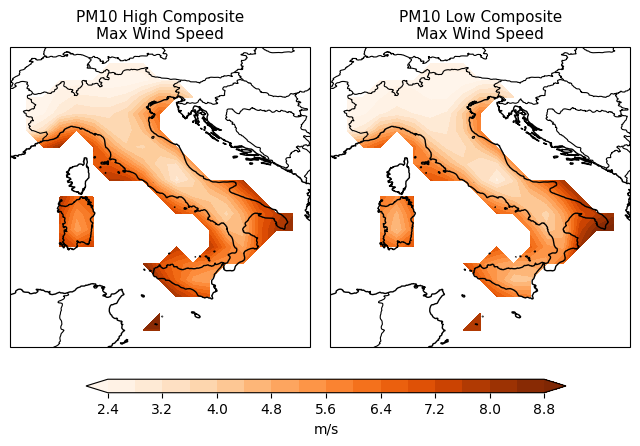 PM10 High Composite
Max Wind Speed
PM10 Low Composite
Max Wind Speed
2.4 3.2 4.0 4.8 5.6 6.4 7.2 8.0 8.8
m/s